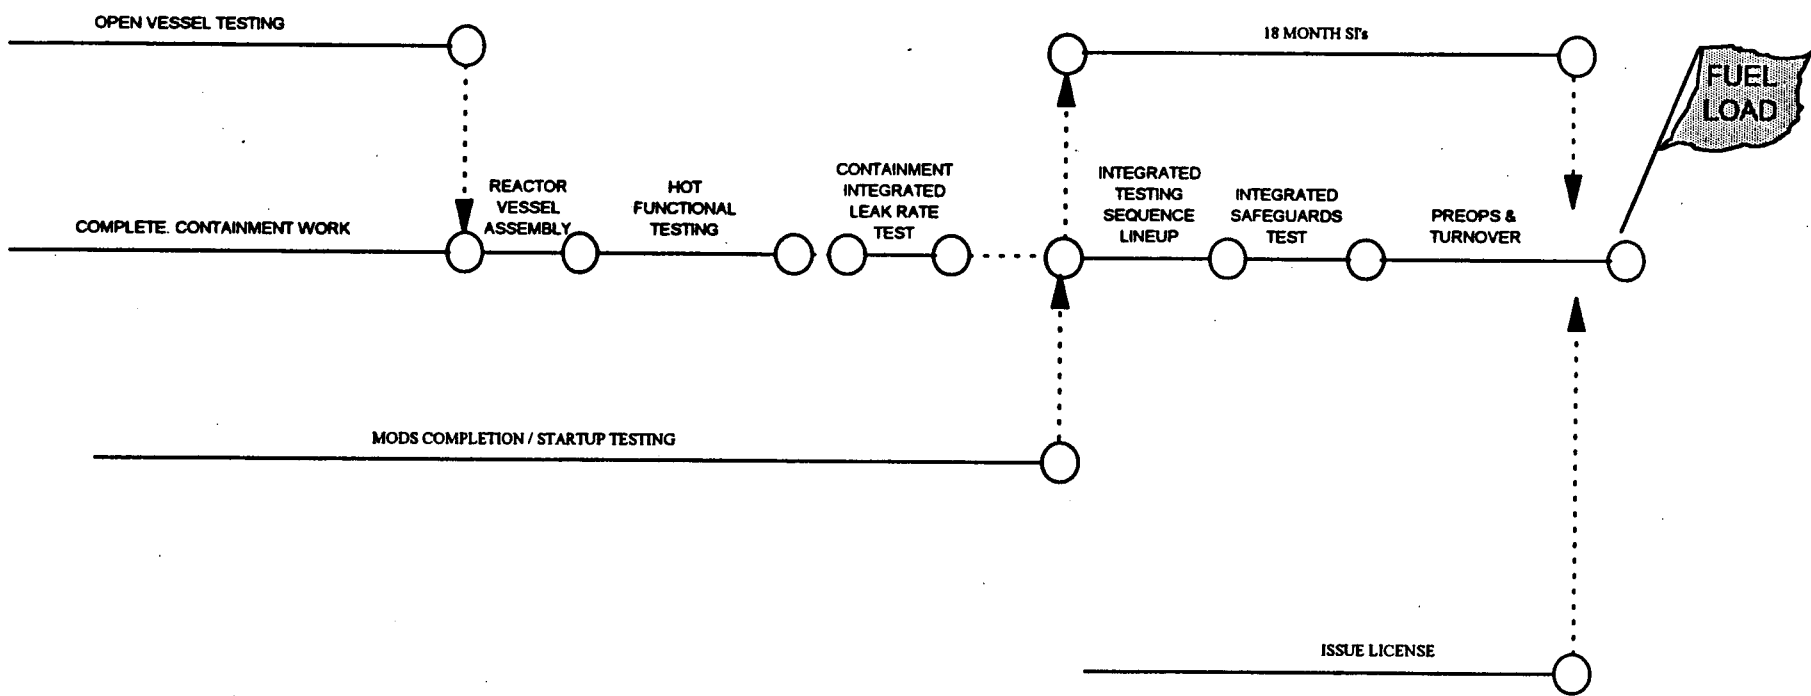 OPEN VESSEL TESTING
18 MONTH SI's
FUEL
LOAD
COMPLETE. CONTAINMENT WORK
REACTOR
VESSEL
ASSEMBLY
HOT
FUNCTIONAL
TESTING
CONTAINMENT
INTEGRATED
LEAK RATE
TEST
INTEGRATED
TESTING
SEQUENCE
LINEUP
INTEGRATED
SAFEGUARDS
TEST
PREOPS &
TURNOVER
MODS COMPLETION / STARTUP TESTING
ISSUE LICENSE